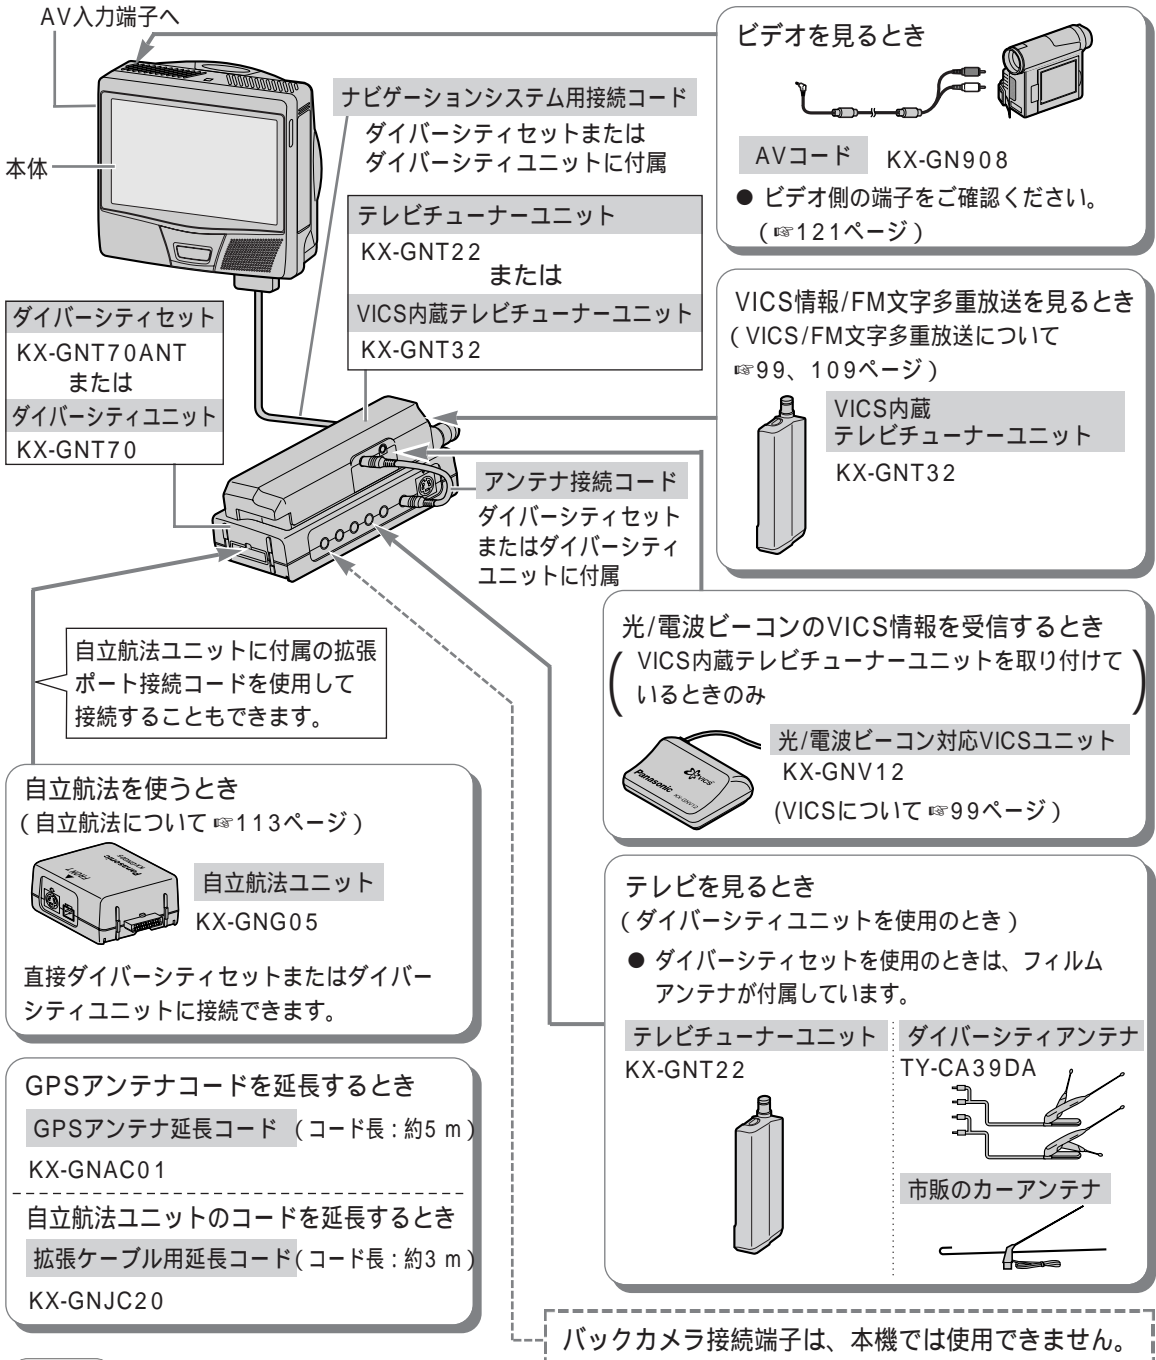 AV入力端子へ
本体
ナビゲーションシステム用接続コード
ダイバーシティセットまたは
ダイバーシティユニットに付属
テレビチューナーユニット
KX-GNT22
または
VICS内蔵テレビチューナーユニット
KX-GNT32
ダイバーシティセット
KX-GNT70ANT
または
ダイバーシティユニット
KX-GNT70
アンテナ接続コード
ダイバーシティセット
またはダイバーシティ
ユニットに付属
ビデオを見るとき
AVコード KX-GN908
● ビデオ側の端子をご確認ください。
(☞121ページ)
VICS情報/FM文字多重放送を見るとき
(VICS/FM文字多重放送について
☞99、109ページ)
VICS内蔵
テレビチューナーユニット
KX-GNT32
光/電波ビーコンのVICS情報を受信するとき
(VICS内蔵テレビチューナーユニットを取り付けて
いるときのみ)
Panasonic
VICS
KX-GNV12
光/電波ビーコン対応VICSユニット
KX-GNV12
(VICSについて ☞99ページ)
自立航法ユニットに付属の拡張
ポート接続コードを使用して
接続することもできます。
自立航法を使うとき
(自立航法について ☞113ページ)
FRONT
Panasonic
KX-GNG05
自立航法ユニット
KX-GNG05
直接ダイバーシティセットまたはダイバー
シティユニットに接続できます。
テレビを見るとき
(ダイバーシティユニットを使用のとき)
● ダイバーシティセットを使用のときは、フィルム
アンテナが付属しています。
テレビチューナーユニット
KX-GNT22
ダイバーシティアンテナ
TY-CA39DA
市販のカーアンテナ
GPSアンテナコードを延長するとき
GPSアンテナ延長コード (コード長:約5 m)
KX-GNAC01
自立航法ユニットのコードを延長するとき
拡張ケーブル用延長コード(コード長:約3 m)
KX-GNJC20
バックカメラ接続端子は、本機では使用できません。